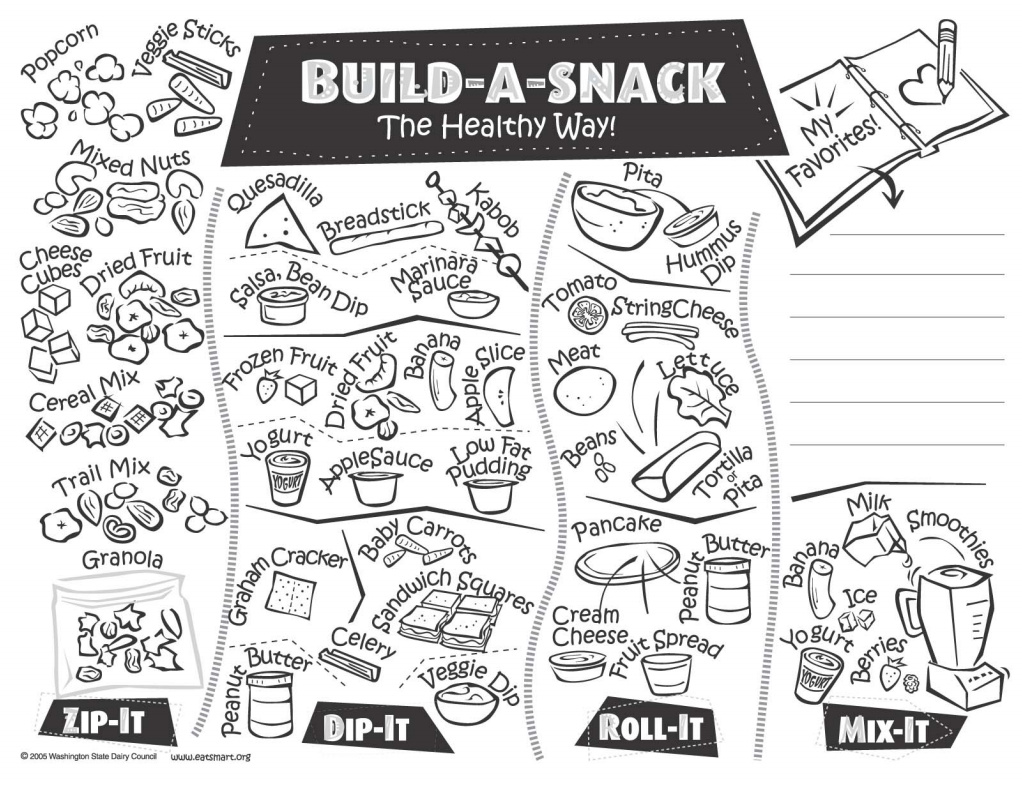 BUILD-A-SNACK
The Healthy Way!
Popcorn
Veggie Sticks
Mixed Nuts
Cheese
Cubes
Dried Fruit
Cereal Mix
Trail Mix
Granola
ZIP-IT
Quesadilla
Breadstick
Kabob
Salsa, Bean Dip
Marinara
Sauce
Frozen Fruit
Dried Fruit
Banana
Apple Slice
Yogurt
YOGURT
AppleSauce
Low Fat
Pudding
Graham Cracker
Baby Carrots
Sandwich Squares
Celery
Peanut Butter
Veggie Dip
DIP-IT
Pita
Hummus
Dip
Tomato
StringCheese
Meat
Lettuce
Beans
Tortilla
or
Pita
Pancake
Peanut Butter
Cream
Cheese
Fruit Spread
ROLL-IT
My
Favorites!
Milk
Smoothies
Banana
Ice
Yogurt
YOGURT
Berries
MIX-IT
© 2005 Washington State Dairy Council
www.eatsmart.org